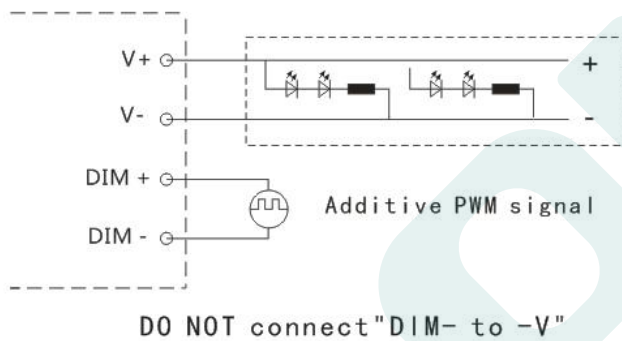 V+
+
V-
-
DIM +
Additive PWM signal
DIM -
DO NOT connect"DIM- to -V"